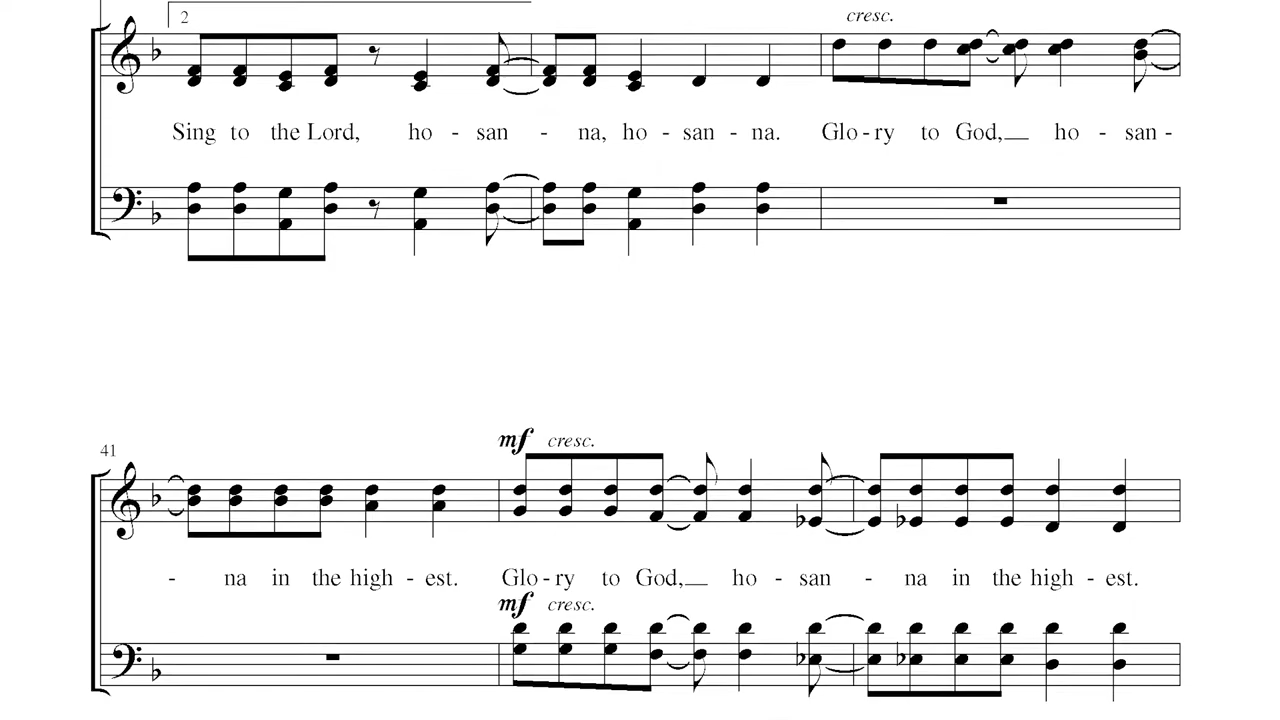 2
cresc.
Sing to the Lord, ho - san - na, ho - san - na. Glo - ry to God, ho - san -
41
mf cresc.
- na in the high - est. Glo - ry to God, ho - san - na in the high - est.
mf cresc.